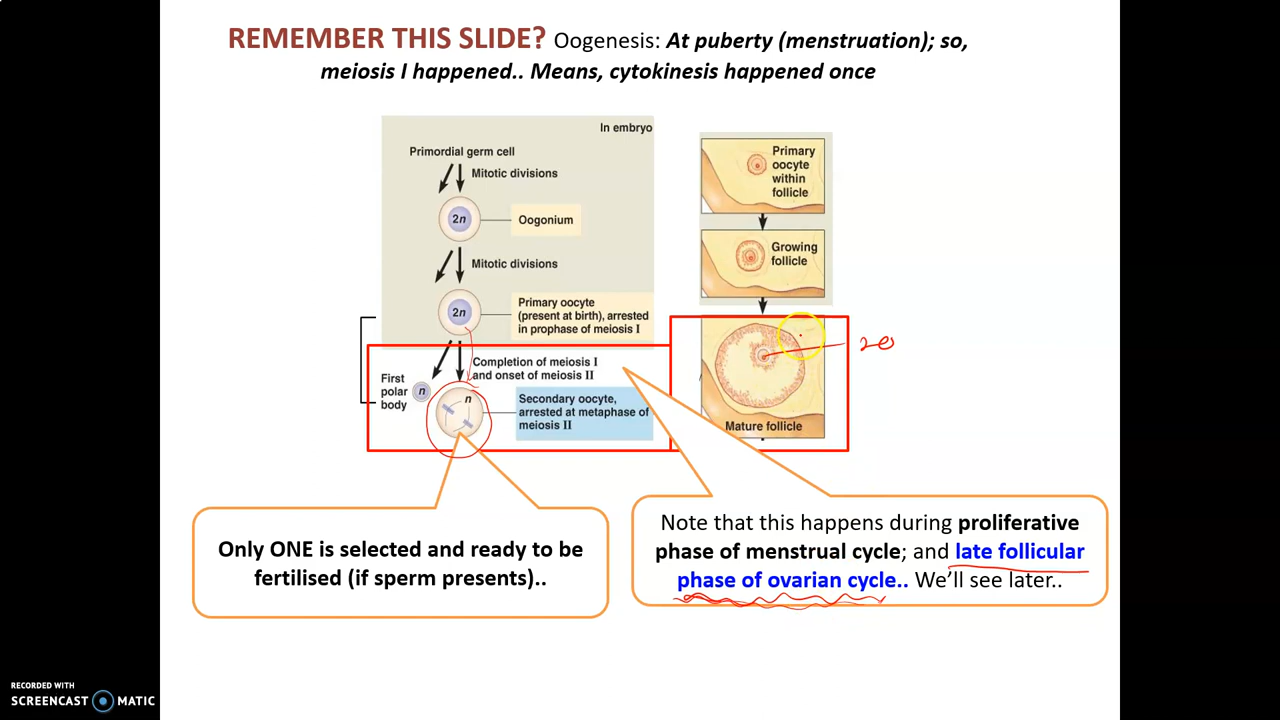 REMEMBER THIS SLIDE? Oogenesis: At puberty (menstruation); so,
meiosis I happened.. Means, cytokinesis happened once
In embryo
Primordial germ cell
Mitotic divisions
2n
Oogonium
Mitotic divisions
2n
Primary oocyte
(present at birth), arrested
in prophase of meiosis I
Completion of meiosis I
and onset of meiosis II
First
polar
body
n
n
Secondary oocyte,
arrested at metaphase of
meiosis II
Primary
oocyte
within
follicle
Growing
follicle
Mature follicle
Only ONE is selected and ready to be
fertilised (if sperm presents)..
Note that this happens during proliferative
phase of menstrual cycle; and late follicular
phase of ovarian cycle.. We'll see later..
RECORDED WITH
SCREENCAST MATIC